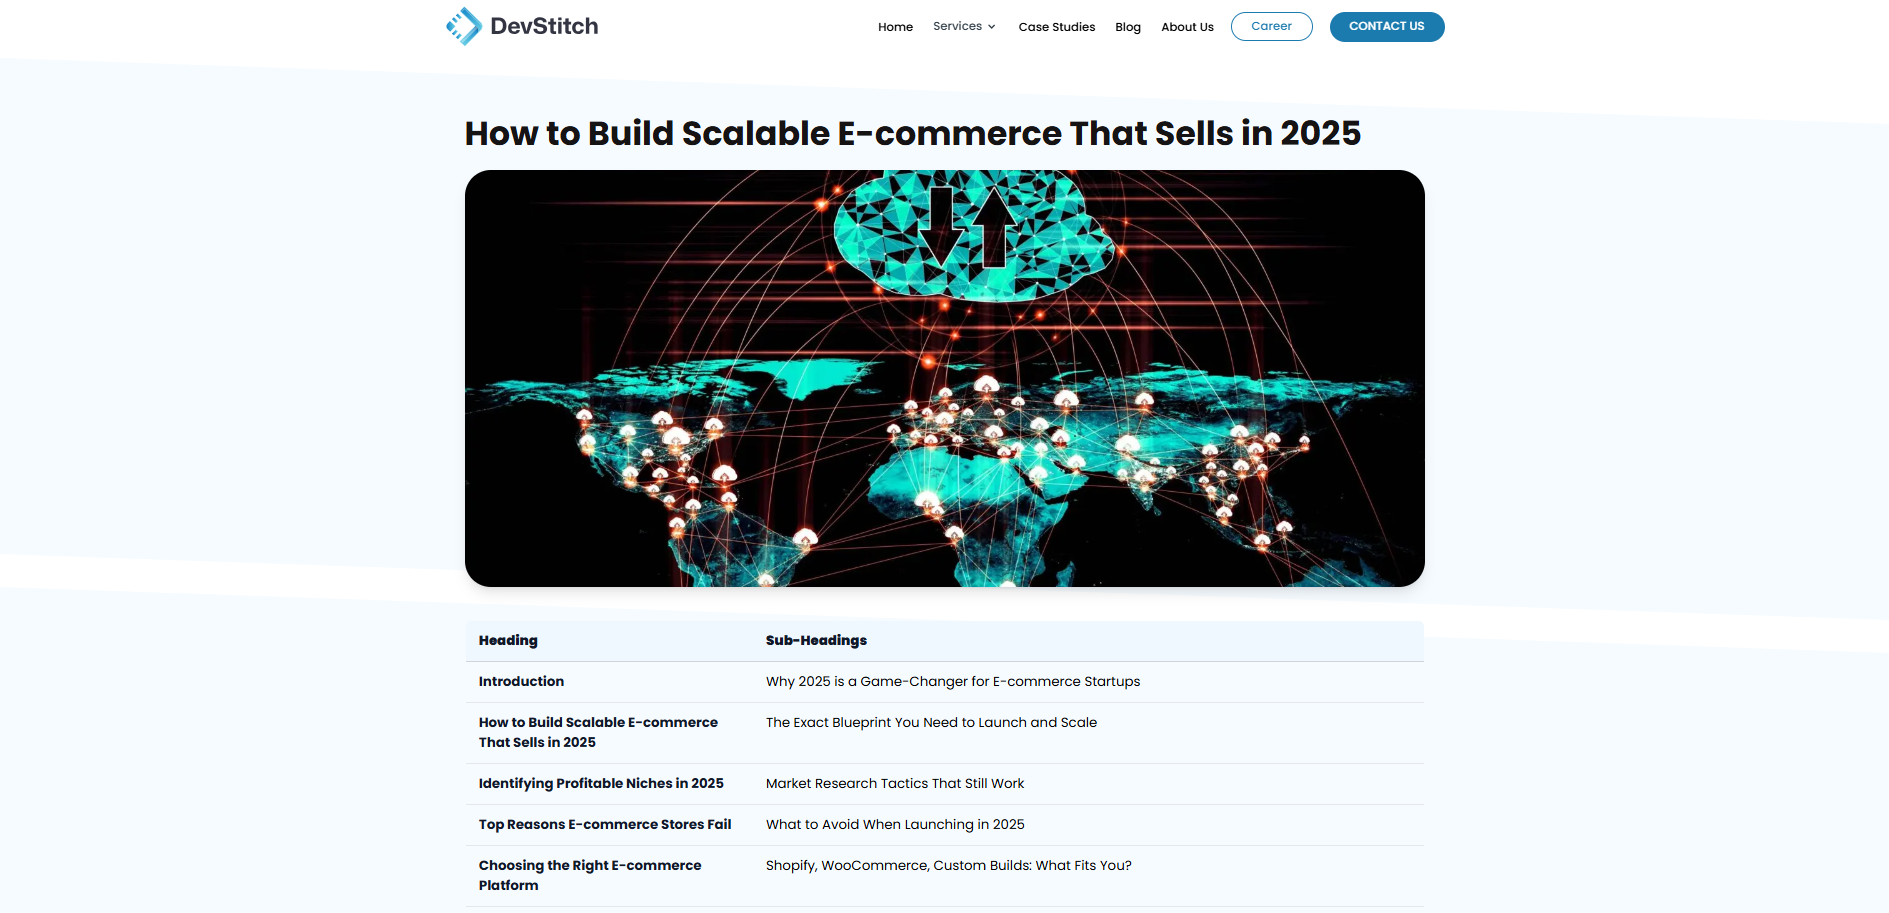 DevStitch
Home Services Case Studies Blog About Us Career CONTACT US
How to Build Scalable E-commerce That Sells in 2025
Heading Sub-Headings
Introduction Why 2025 is a Game-Changer for E-commerce Startups
How to Build Scalable E-commerce The Exact Blueprint You Need to Launch and Scale
That Sells in 2025
Identifying Profitable Niches in 2025 Market Research Tactics That Still Work
Top Reasons E-commerce Stores Fail What to Avoid When Launching in 2025
Choosing the Right E-commerce Shopify, WooCommerce, Custom Builds: What Fits You?
Platform